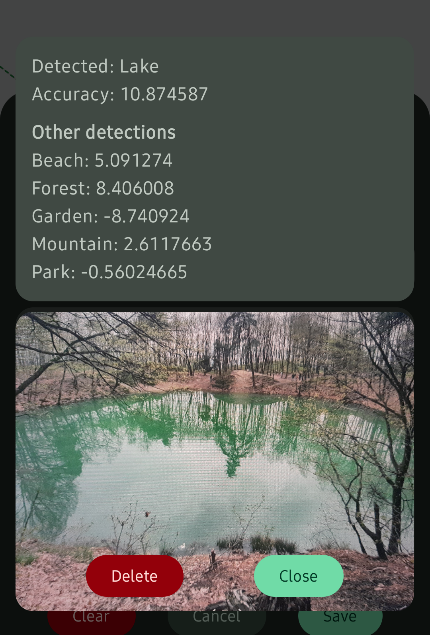 Detected: Lake
Accuracy: 10.874587
Other detections
Beach: 5.091274
Forest: 8.406008
Garden: -8.740924
Mountain: 2.6117663
Park: -0.56024665
Delete
Close
Clear
Cancel
Save